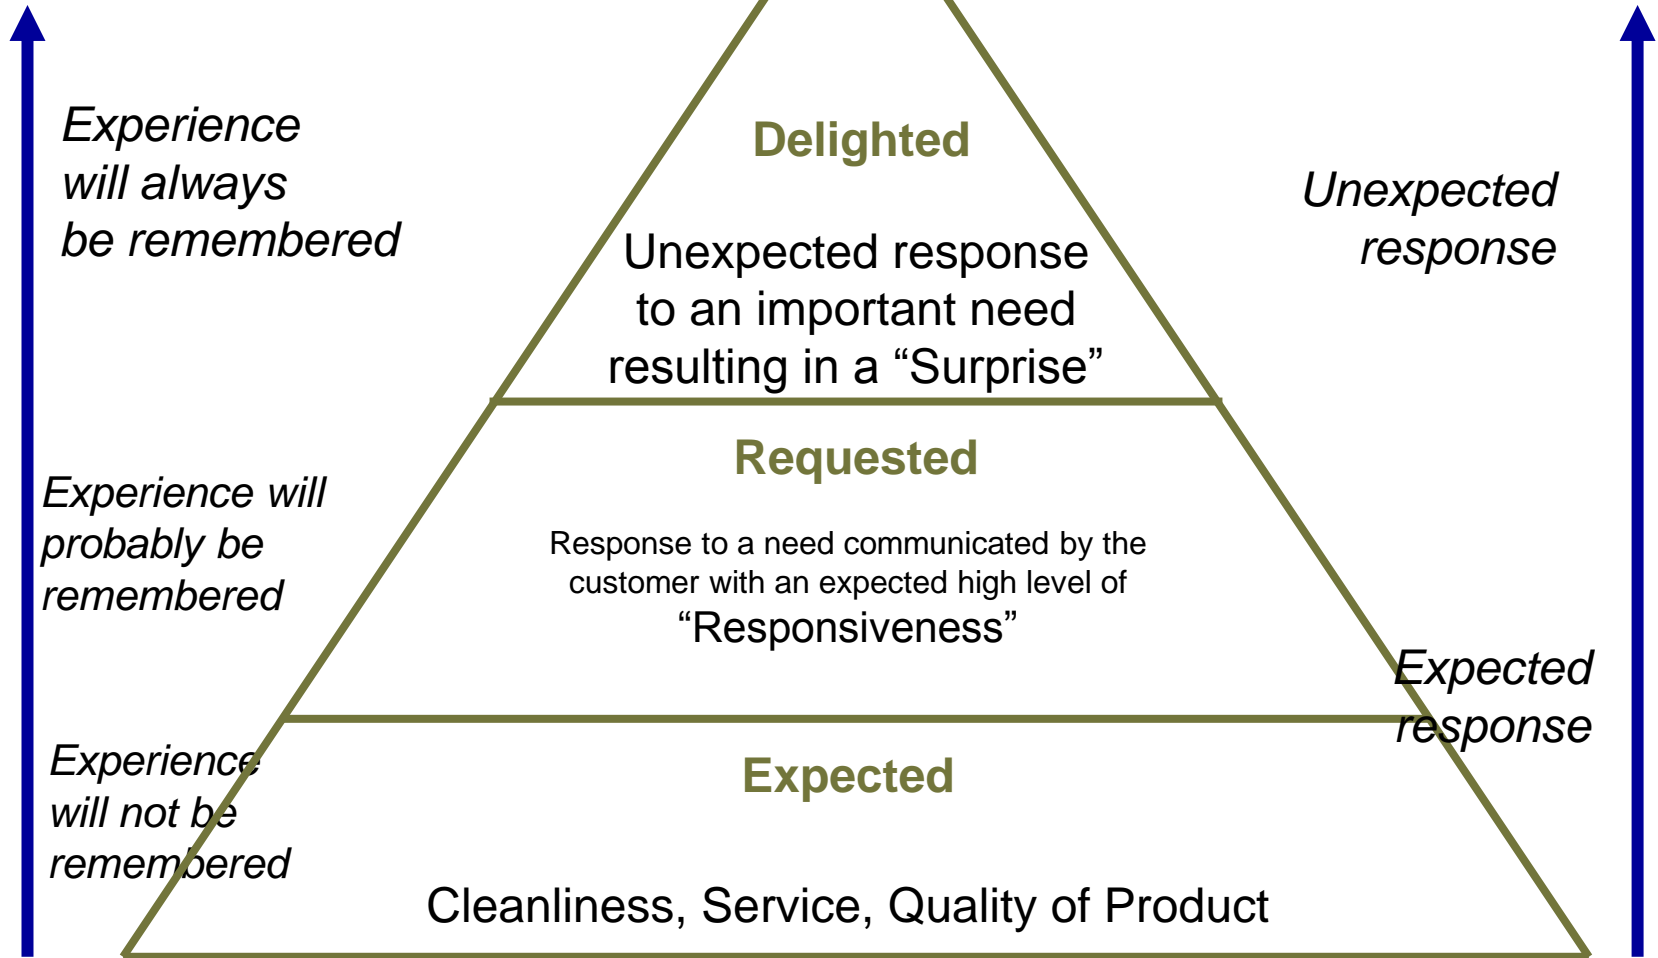 Experience
will always
be remembered
Delighted
Unexpected response
to an important need
resulting in a “Surprise”
Unexpected
response
Experience will
probably be
remembered
Requested
Response to a need communicated by the
customer with an expected high level of
“Responsiveness”
Expected
response
Experience
will not be
remembered
Expected
Cleanliness, Service, Quality of Product